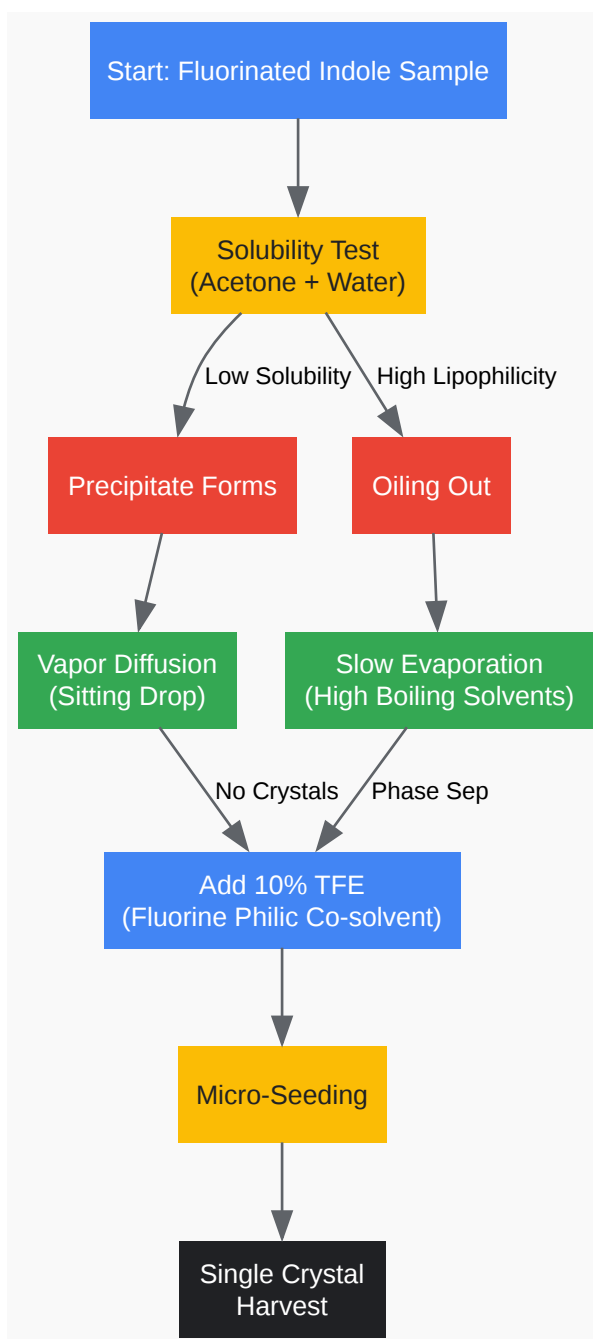 Start: Fluorinated Indole Sample
Solubility Test
(Acetone + Water)
Low Solubility
High Lipophilicity
Precipitate Forms
Oiling Out
Vapor Diffusion
(Sitting Drop)
Slow Evaporation
(High Boiling Solvents)
No Crystals
Phase Sep
Add 10% TFE
(Fluorine Philic Co-solvent)
Micro-Seeding
Single Crystal
Harvest